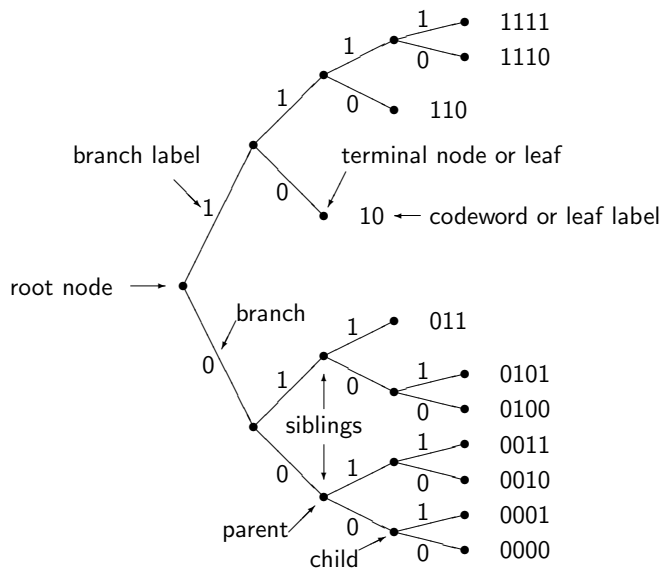 1 1111
1 0 1110
1 0 110
branch label terminal node or leaf
1 0 10 codeword or leaf label
root node
branch
0 1 011
1 0 1 0101
0 0100
siblings
0 1 1 0011
0 0010
parent 0 1 0001
child 0 0000